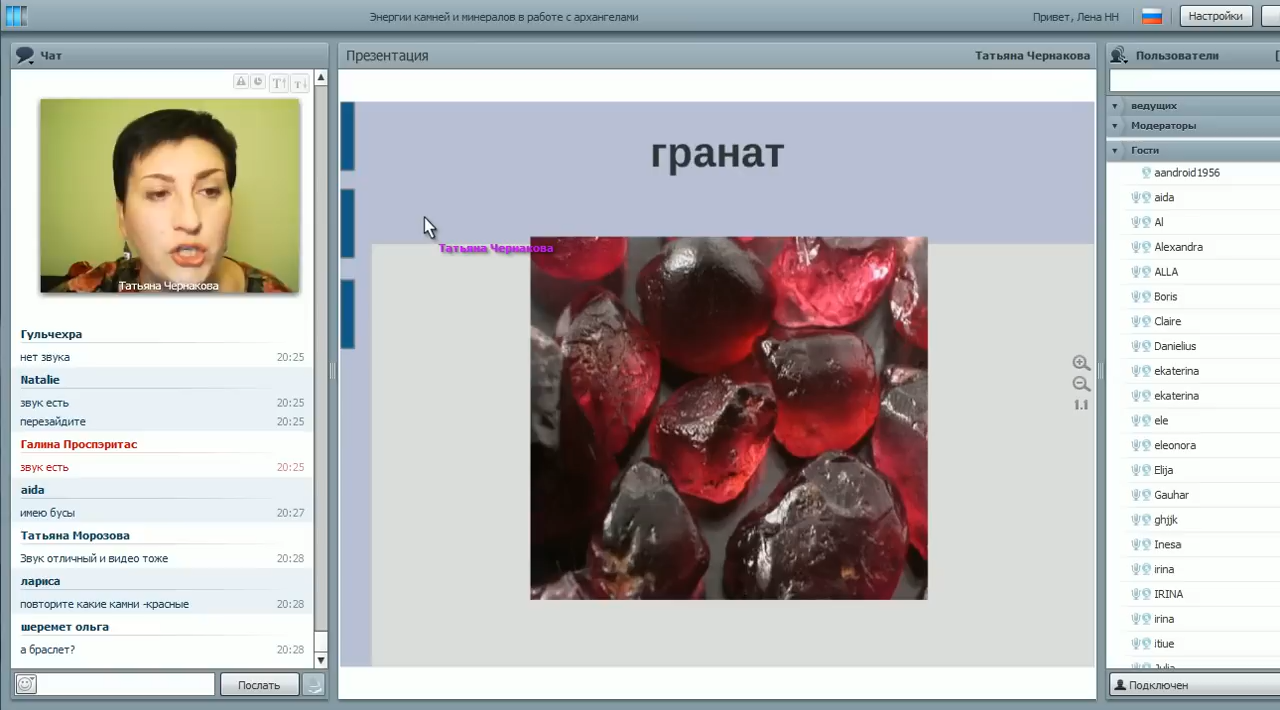 Энергии камней и минералов в работе с архангелами
Привет, Лена НН
Настройки
Чат
Татьяна Чернакова
Гульчехра
нет звука 20:25
Natalie
звук есть 20:25
перезайдите 20:25
Галина Проспэритас
звук есть 20:25
aida
имею бусы 20:27
Татьяна Морозова
Звук отличный и видео тоже 20:28
лариса
повторите какие камни -красные 20:28
шеремет ольга
а браслет? 20:28
Послать
Презентация
Татьяна Чернакова
гранат
Татьяна Чернакова
1.1
Пользователи
ведущих
Модераторы
Гости
aandroid1956
aida
Al
Alexandra
ALLA
Boris
Claire
Danielius
ekaterina
ekaterina
ele
eleonora
Elija
Gauhar
ghjjk
Inesa
irina
IRINA
irina
itiue
Подключен